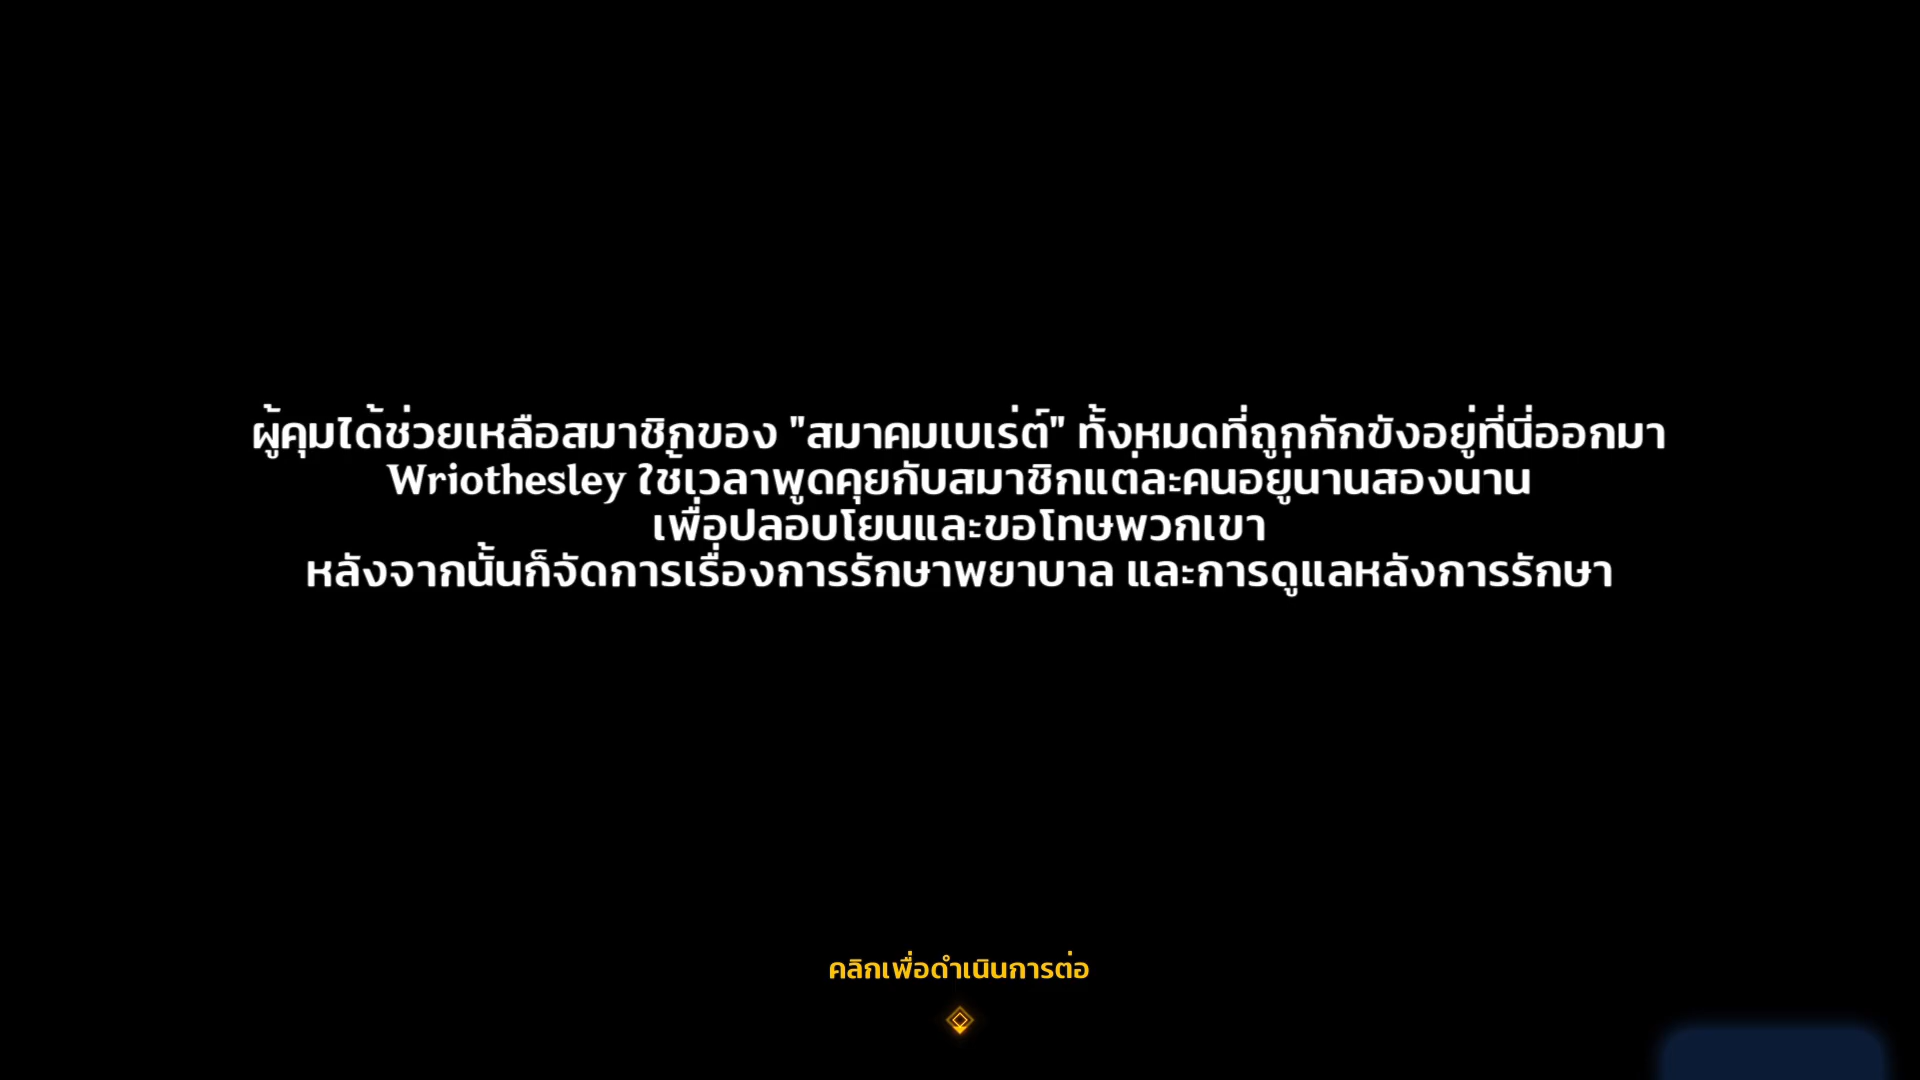 ผู้คุมได้ช่วยเหลือสมาชิกของ "สมาคมเบเร่ต์" ทั้งหมดที่ถูกกักขังอยู่ที่นี่ออกมา
Wriothesley ใช้เวลาพูดคุยกับสมาชิกแต่ละคนอยู่นานสองนาน
เพื่อปลอบโยนและขอโทษพวกเขา
หลังจากนั้นก็จัดการเรื่องการรักษาพยาบาล และการดูแลหลังการรักษา
คลิกเพื่อดำเนินการต่อ